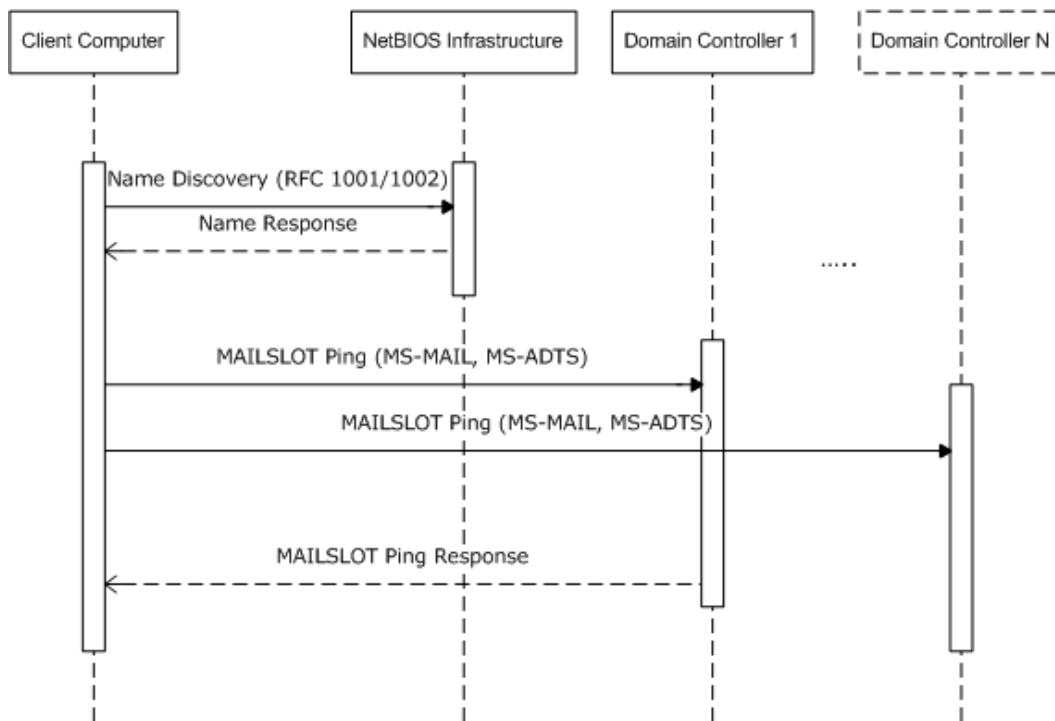 Client Computer
NetBIOS Infrastructure
Domain Controller 1
Domain Controller N
Name Discovery (RFC 1001/1002)
Name Response
.....
MAILSLOT Ping (MS-MAIL, MS-ADTS)
MAILSLOT Ping (MS-MAIL, MS-ADTS)
MAILSLOT Ping Response